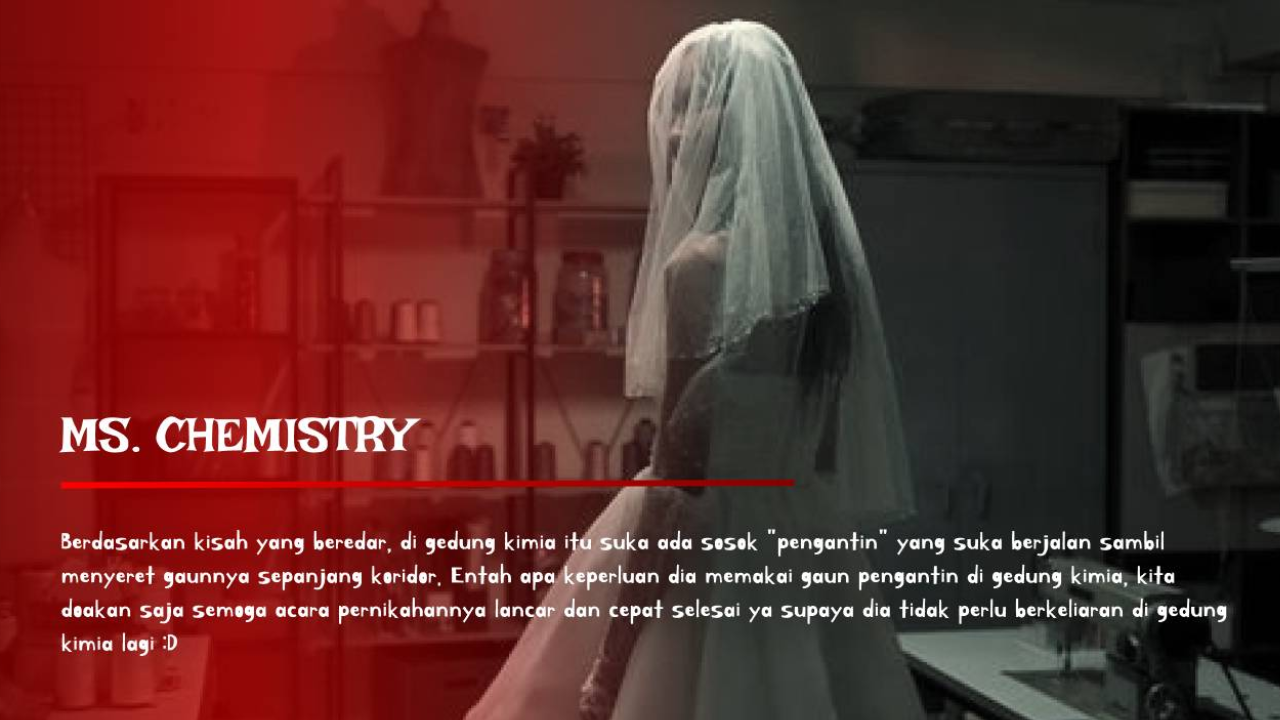 MS. CHEMISTRY
Berdasarkan kisah yang beredar, di gedung kimia itu suka ada sosok "pengantin" yang suka berjalan sambil
menyeret gaunnya sepanjang koridor. Entah apa keperluan dia memakai gaun pengantin di gedung kimia, kita
doakan saja semoga acara pernikahannya lancar dan cepat selesai ya supaya dia tidak perlu berkeliaran di gedung
kimia lagi :D